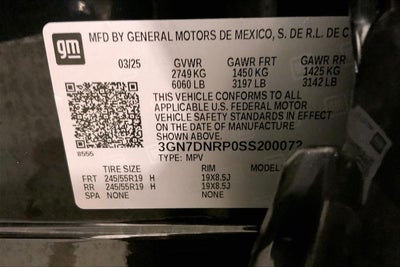 gm
MFD BY GENERAL MOTORS DE MEXICO, S. DE R.L. DE C
03/25 GVWR GAWR FRT GAWR RR
2749 KG 1450 KG 1425 KG
6060 LB 3197 LB 3142 LB
THIS VEHICLE CONFORMS TO ALL
APPLICABLE U.S. FEDERAL MOTOR
VEHICLE SAFETY STANDARDS IN EFFECT
ON THE DATE OF MANUFACTURE
SHOWN ABOVE.
3GN7DNRP0SS200072
8555 TYPE: MPV
TIRE SIZE RIM
FRT 245/55R19 H 19X8.5J
RR 245/55R19 H 19X8.5J
SPA NONE NONE